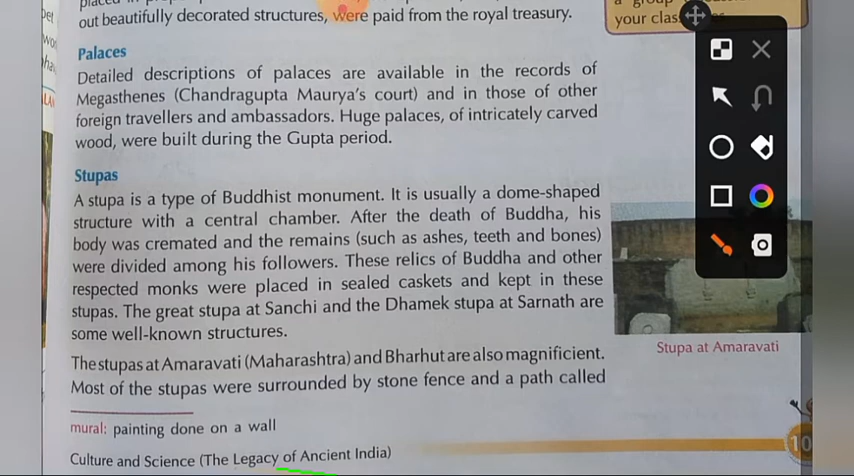 out beautifully decorated structures, were paid from the royal treasury.
your clas
Palaces
Detailed descriptions of palaces are available in the records of
Megasthenes (Chandragupta Maurya's court) and in those of other
foreign travellers and ambassadors. Huge palaces, of intricately carved
wood, were built during the Gupta period.
Stupas
A stupa is a type of Buddhist monument. It is usually a dome-shaped
structure with a central chamber. After the death of Buddha, his
body was cremated and the remains (such as ashes, teeth and bones)
were divided among his followers. These relics of Buddha and other
respected monks were placed in sealed caskets and kept in these
stupas. The great stupa at Sanchi and the Dhamek stupa at Sarnath are
some well-known structures.
Stupa at Amaravati
The stupas at Amaravati (Maharashtra) and Bharhut are also magnificent.
Most of the stupas were surrounded by stone fence and a path called
mural: painting done on a wall
Culture and Science (The Legacy of Ancient India)
10